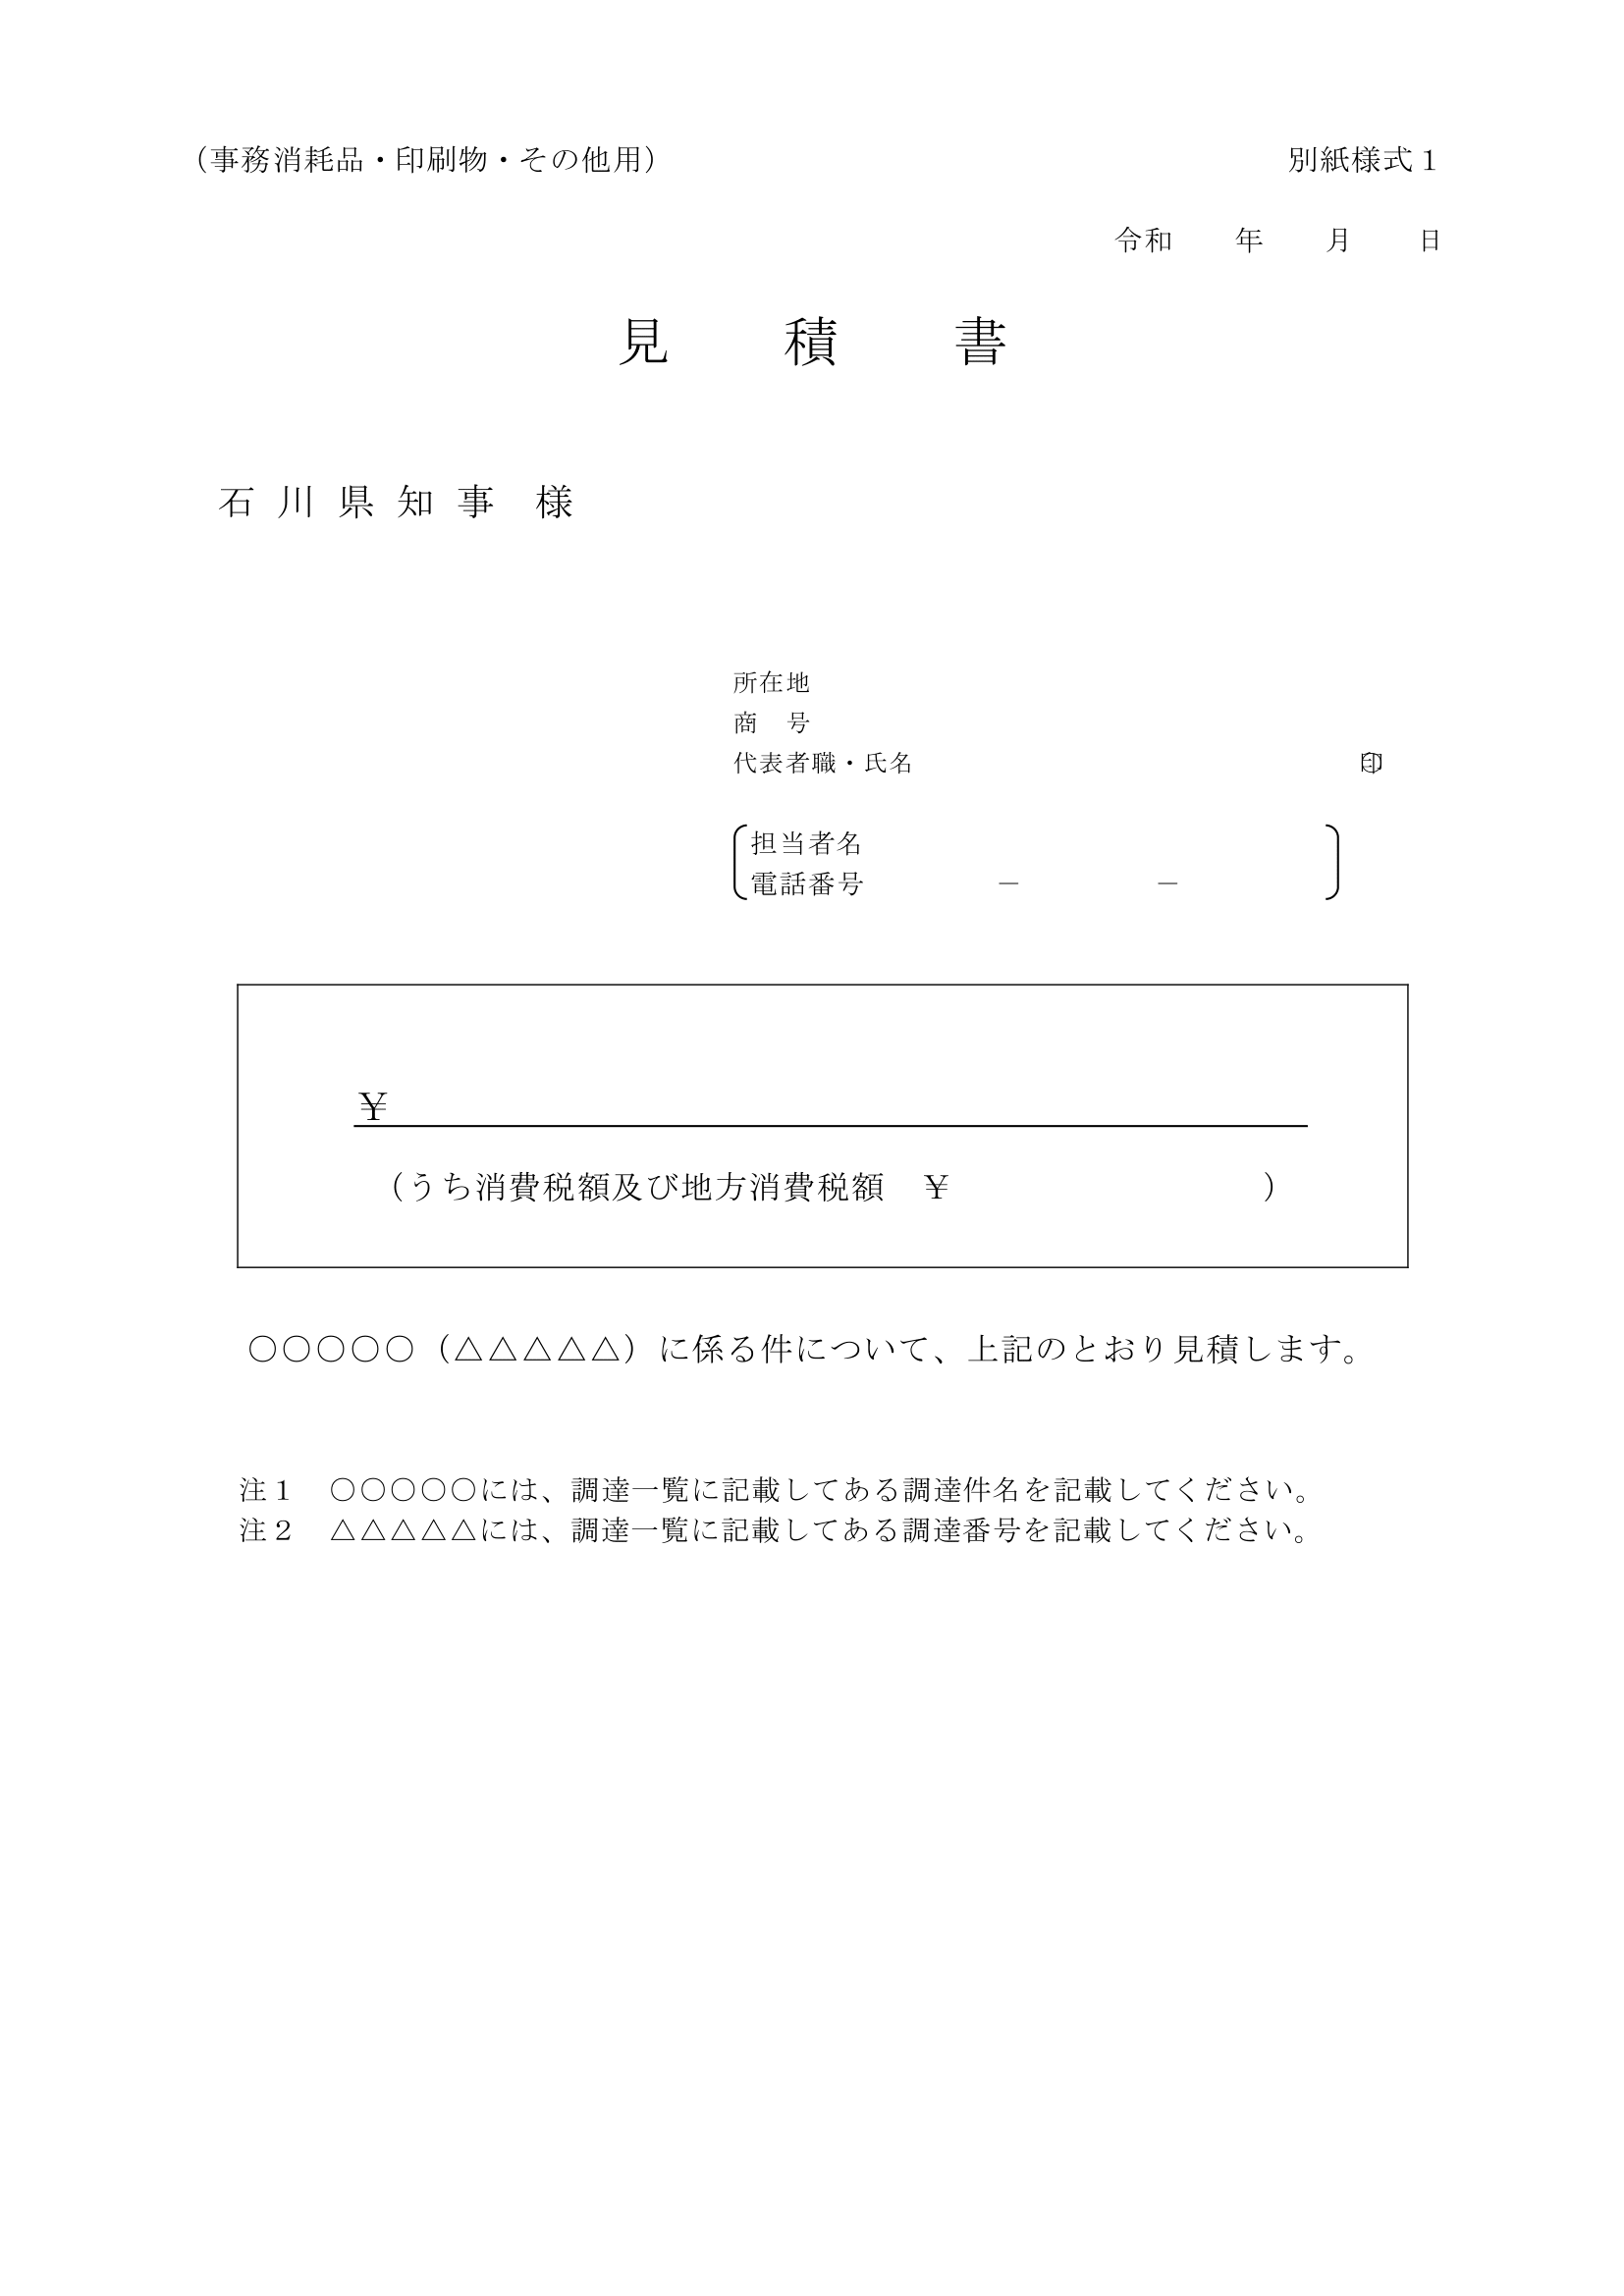 （事務消耗品・印刷物・その他用）　別紙様式１
令和　　年　　月　　日
見　積　書
石 川 県 知 事　様
所在地
商　号
代表者職・氏名　印
担当者名
電話番号　－　－
￥
（うち消費税額及び地方消費税額　￥　）
○○○○○（△△△△△）に係る件について、上記のとおり見積します。
注１　○○○○○には、調達一覧に記載してある調達件名を記載してください。
注２　△△△△△には、調達一覧に記載してある調達番号を記載してください。